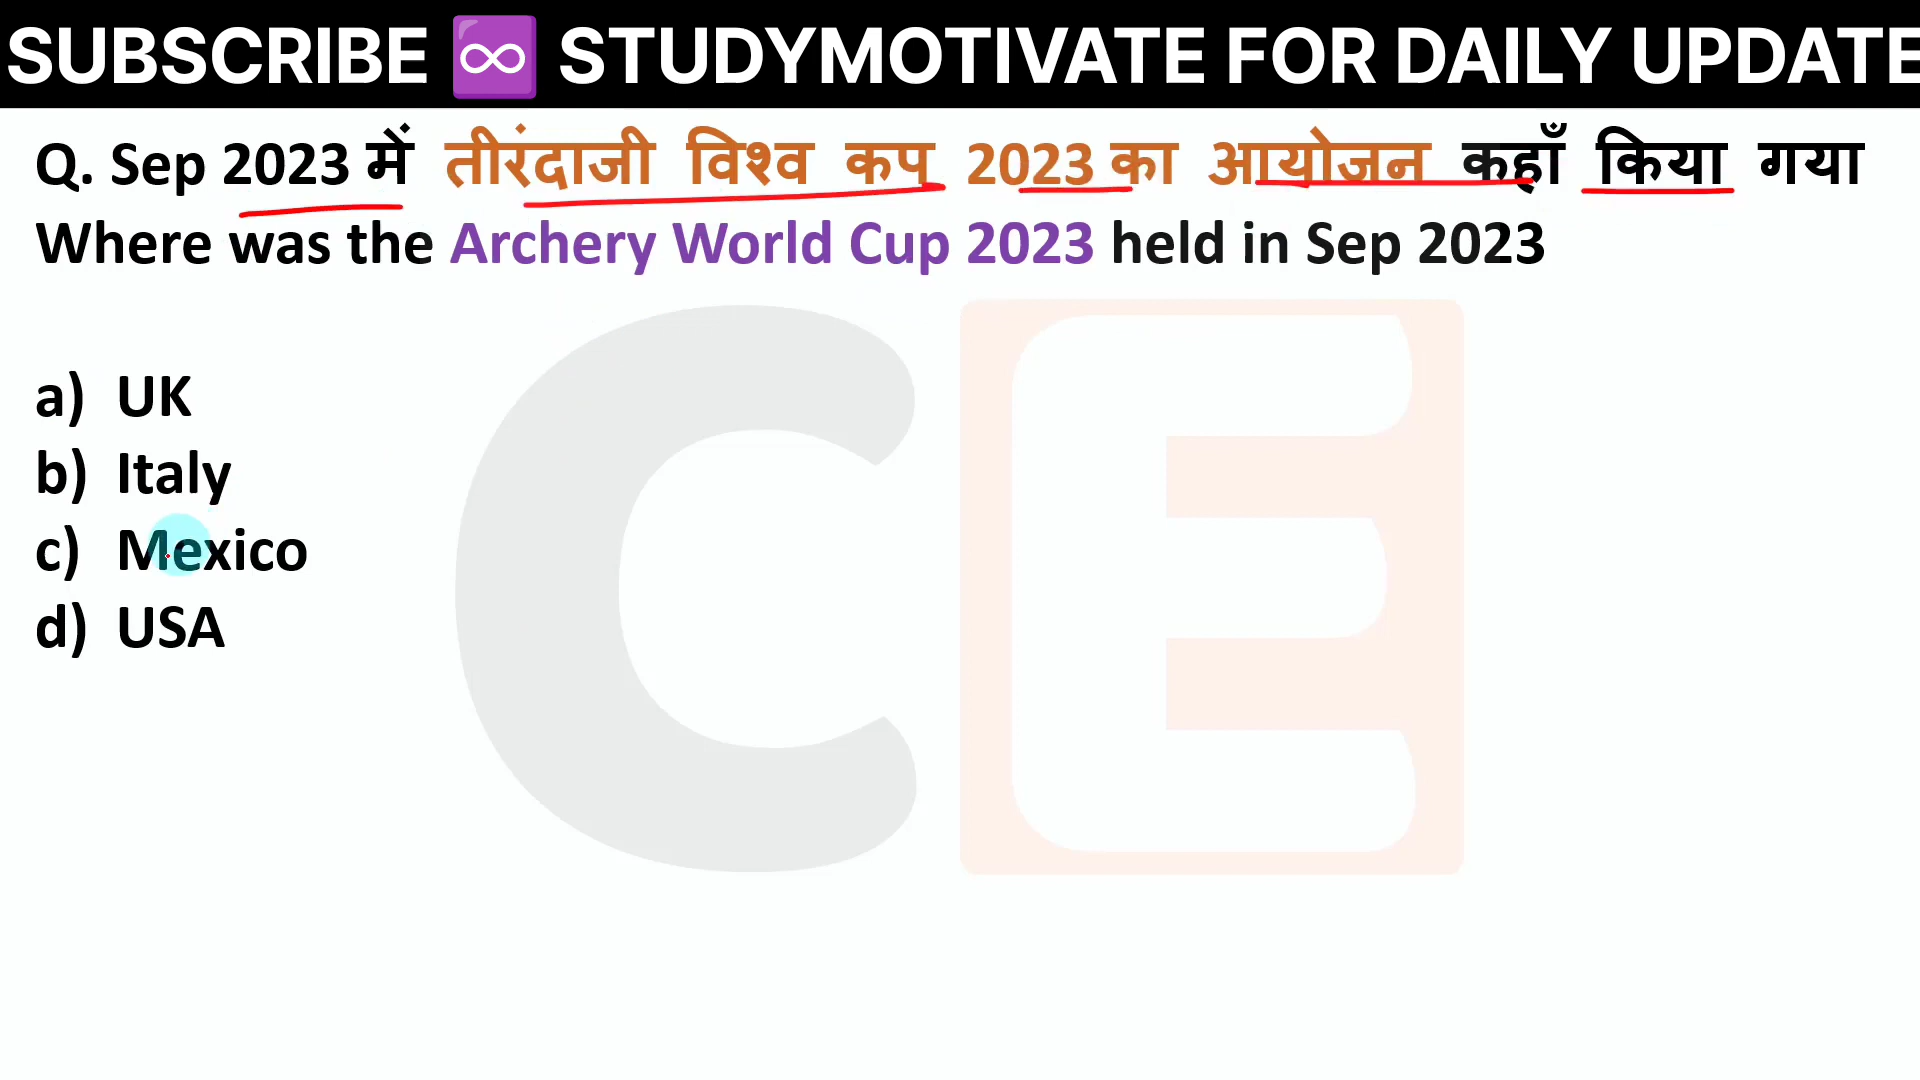 SUBSCRIBE ♾️ STUDYMOTIVATE FOR DAILY UPDATE
Q. Sep 2023 में तीरंदाजी विश्व कप 2023 का आयोजन कहाँ किया गया
Where was the Archery World Cup 2023 held in Sep 2023
a) UK
b) Italy
c) Mexico
d) USA
CE